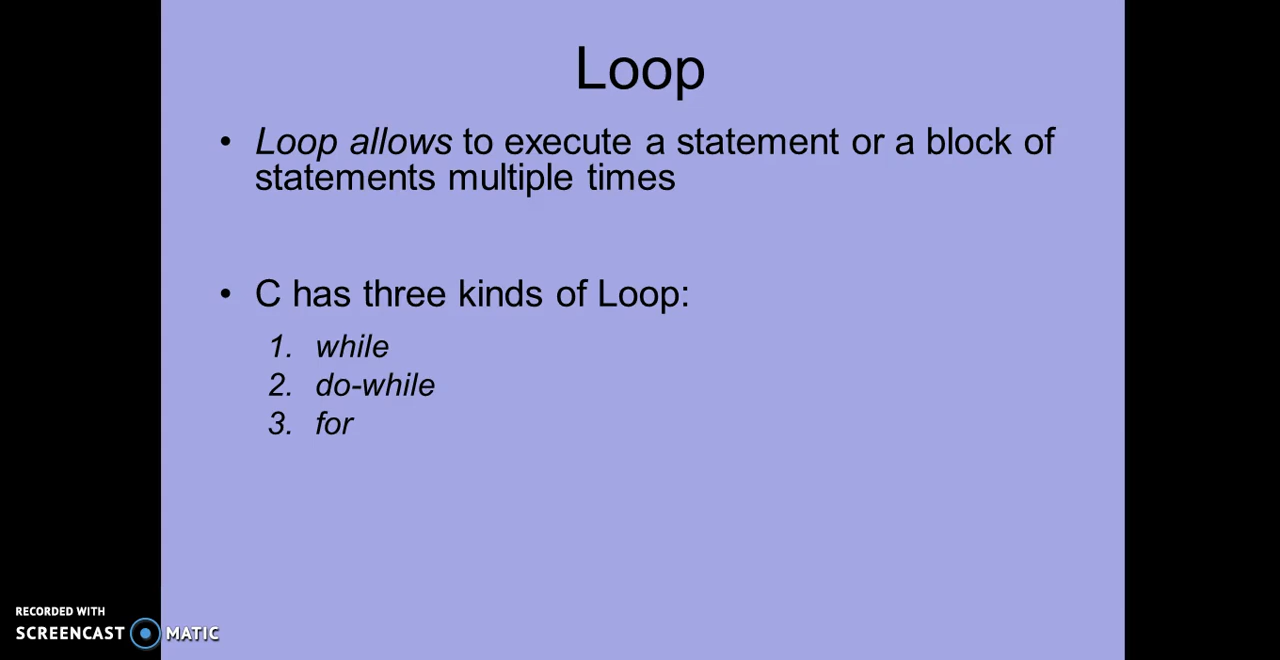 Loop
• Loop allows to execute a statement or a block of
statements multiple times
• C has three kinds of Loop:
1. while
2. do-while
3. for
RECORDED WITH
SCREENCAST MATIC